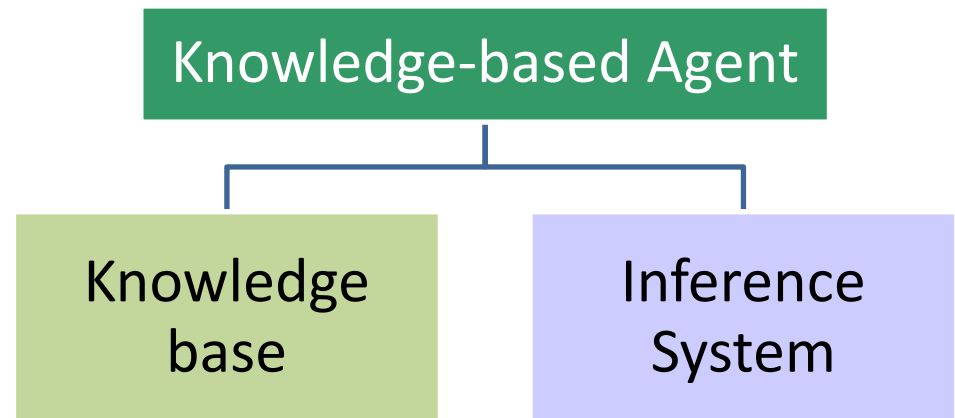 Knowledge-based Agent
Knowledge
base
Inference
System